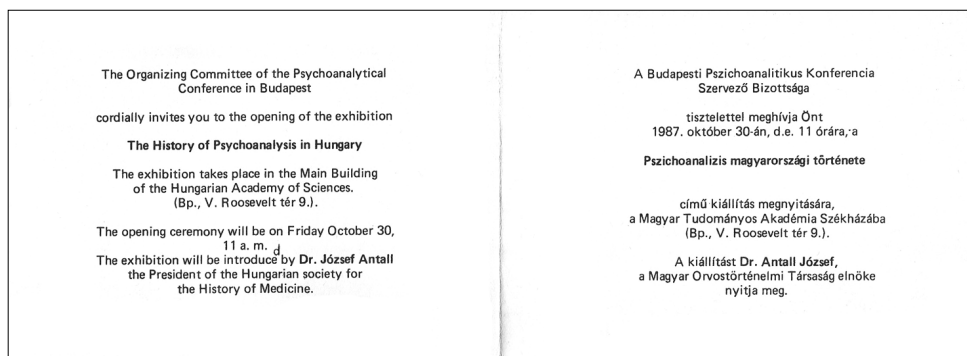 The Organizing Committee of the Psychoanalytical
Conference in Budapest
cordially invites you to the opening of the exhibition
The History of Psychoanalysis in Hungary
The exhibition takes place in the Main Building
of the Hungarian Academy of Sciences.
(Bp., V. Roosevelt tér 9.).
The opening ceremony will be on Friday October 30,
11 a. m.
The exhibition will be introduced by Dr. József Antall
the President of the Hungarian society for
the History of Medicine.
A Budapesti Pszichoanalitikus Konferencia
Szervező Bizottsága
tisztelettel meghívja Önt
1987. október 30-án, d.e. 11 órára, a
Pszichoanalizis magyarországi története
című kiállítás megnyitására,
a Magyar Tudományos Akadémia Székházába
(Bp., V. Roosevelt tér 9.).
A kiállítást Dr. Antall József,
a Magyar Orvostörténelmi Társaság elnöke
nyitja meg.